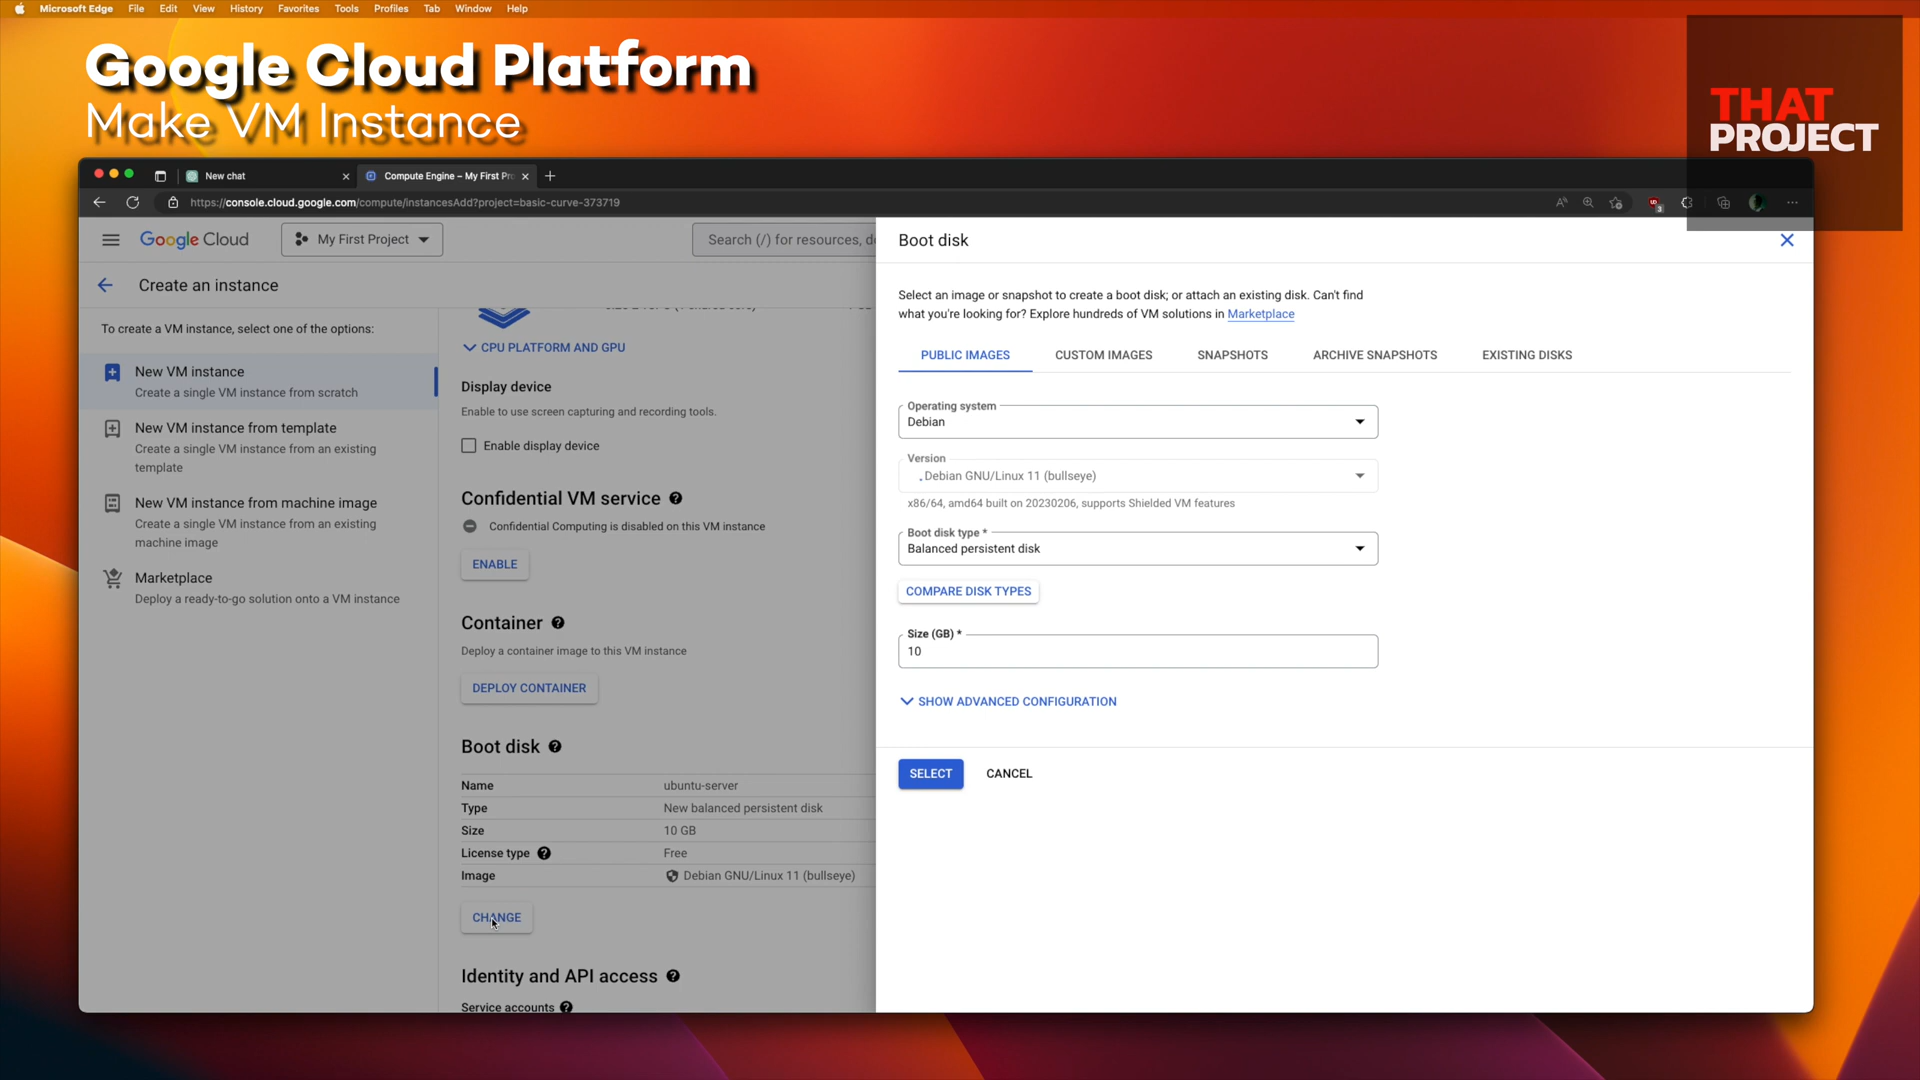 Microsoft Edge File Edit View History Favorites Tools Profiles Tab Window Help
Google Cloud Platform
Make VM Instance
THAT
PROJECT
New chat
Compute Engine – My First Pr
https://console.cloud.google.com/compute/instancesAdd?project=basic-curve-373719
Google Cloud
My First Project
Search (/) for resources, d
Create an instance
To create a VM instance, select one of the options:
New VM instance
Create a single VM instance from scratch
New VM instance from template
Create a single VM instance from an existing
template
New VM instance from machine image
Create a single VM instance from an existing
machine image
Marketplace
Deploy a ready-to-go solution onto a VM instance
CPU PLATFORM AND GPU
Display device
Enable to use screen capturing and recording tools.
Enable display device
Confidential VM service
Confidential Computing is disabled on this VM instance
ENABLE
Container
Deploy a container image to this VM instance
DEPLOY CONTAINER
Boot disk
Name ubuntu-server
Type New balanced persistent disk
Size 10 GB
License type Free
Image Debian GNU/Linux 11 (bullseye)
CHANGE
Identity and API access
Service accounts
Boot disk
Select an image or snapshot to create a boot disk; or attach an existing disk. Can't find
what you're looking for? Explore hundreds of VM solutions in Marketplace
PUBLIC IMAGES CUSTOM IMAGES SNAPSHOTS ARCHIVE SNAPSHOTS EXISTING DISKS
Operating system
Debian
Version
Debian GNU/Linux 11 (bullseye)
x86/64, amd64 built on 20230206, supports Shielded VM features
Boot disk type *
Balanced persistent disk
COMPARE DISK TYPES
Size (GB) *
10
SHOW ADVANCED CONFIGURATION
SELECT CANCEL